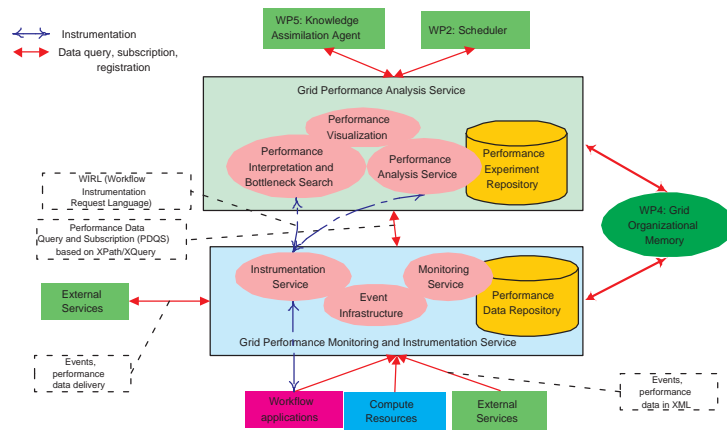 Instrumentation
Data query, subscription,
registration
WP5: Knowledge
Assimilation Agent
WP2: Scheduler
Grid Performance Analysis Service
Performance
Visualization
Performance
Interpretation and
Bottleneck Search
Performance
Analysis Service
Performance
Experiment
Repository
WIRL (Workflow
Instrumentation
Request Language)
Performance Data
Query and Subscription (PDQS)
based on XPath/XQuery
WP4: Grid
Organizational
Memory
Instrumentation
Service
Monitoring
Service
Event
Infrastructure
Performance
Data Repository
External
Services
Grid Performance Monitoring and Instrumentation Service
Events,
performance
data delivery
Workflow
applications
Compute
Resources
External
Services
Events,
performance
data in XML